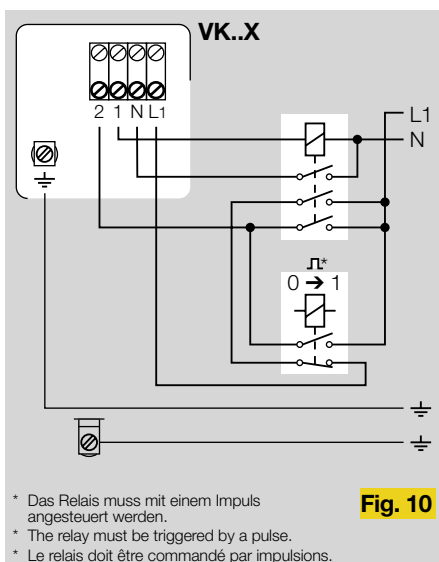 VK..X
2 1 N L1
L1
N
⎍*
0 ➔ 1
* Das Relais muss mit einem Impuls
angesteuert werden.
* The relay must be triggered by a pulse.
* Le relais doit être commandé par impulsions.
Fig. 10